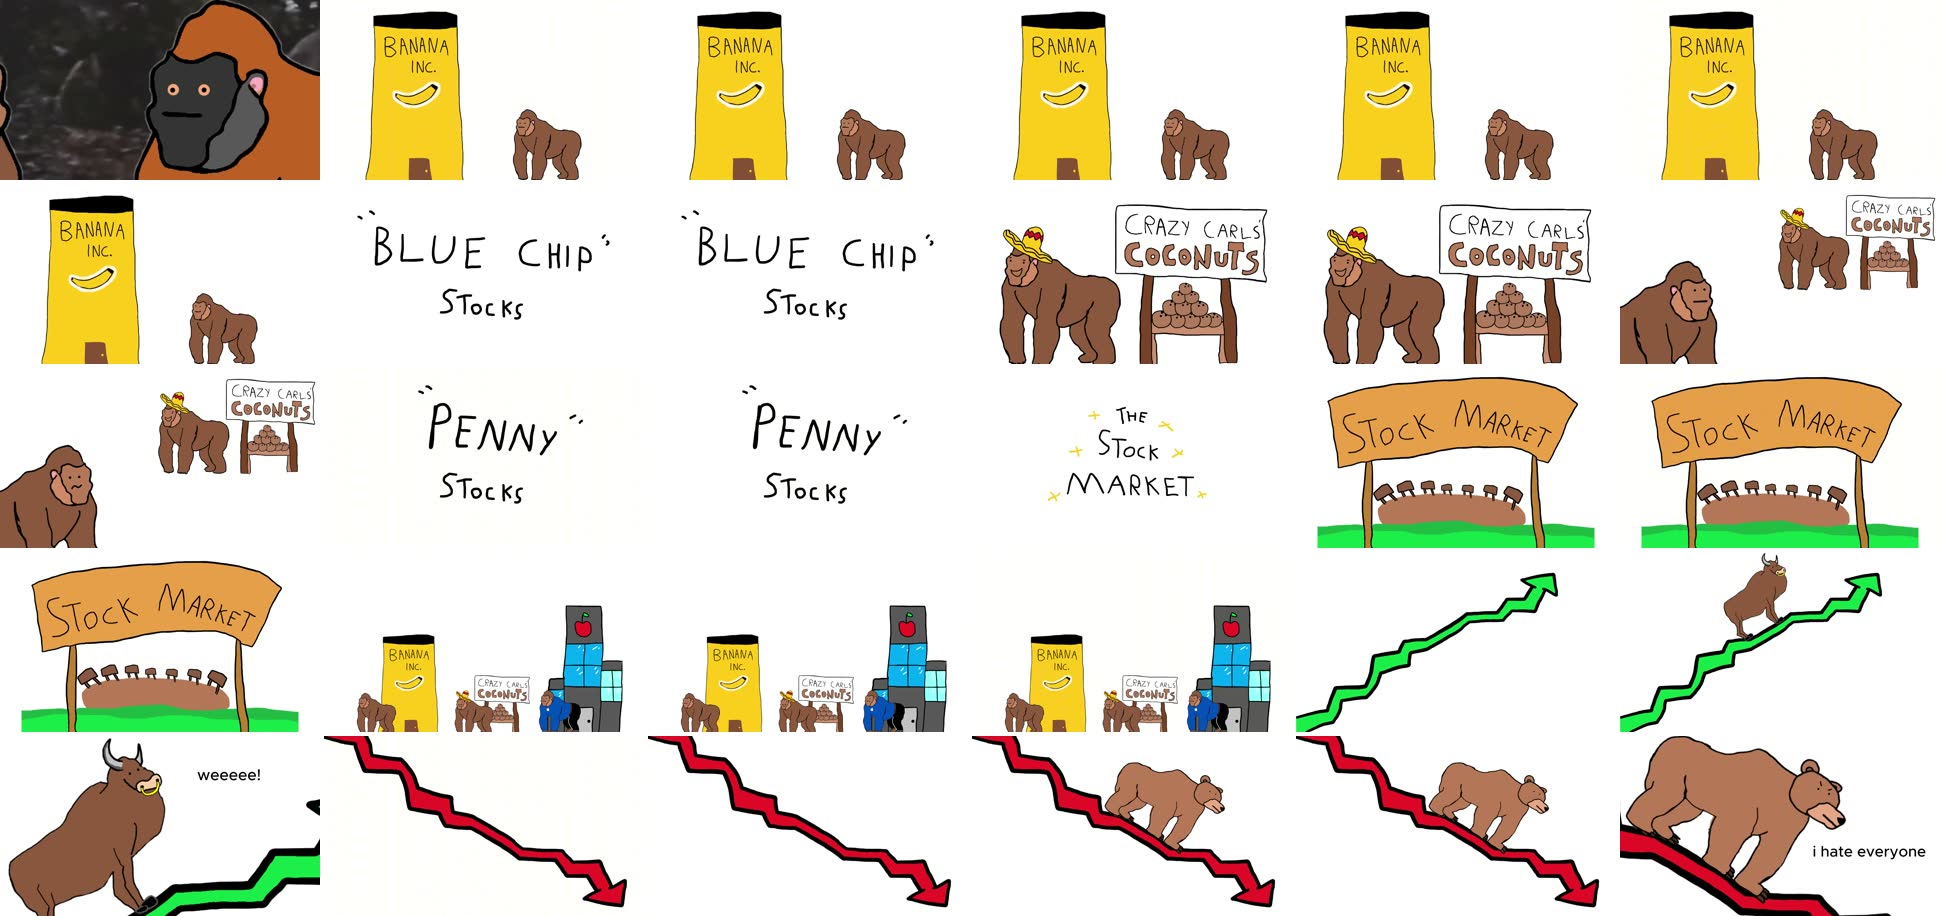 BANANA
INC.
BANANA
INC.
BANANA
INC.
BANANA
INC.
BANANA
INC.
BANANA
INC.
"BLUE CHIP"
STOCKS
"BLUE CHIP"
STOCKS
CRAZY CARLS'
COCONUTS
CRAZY CARLS'
COCONUTS
CRAZY CARLS'
COCONUTS
CRAZY CARLS'
COCONUTS
"PENNY"
STOCKS
"PENNY"
STOCKS
THE
STOCK
MARKET
STOCK MARKET
STOCK MARKET
STOCK MARKET
BANANA
INC.
CRAZY CARLS'
COCONUTS
BANANA
INC.
CRAZY CARLS'
COCONUTS
BANANA
INC.
CRAZY CARLS'
COCONUTS
weeeee!
i hate everyone